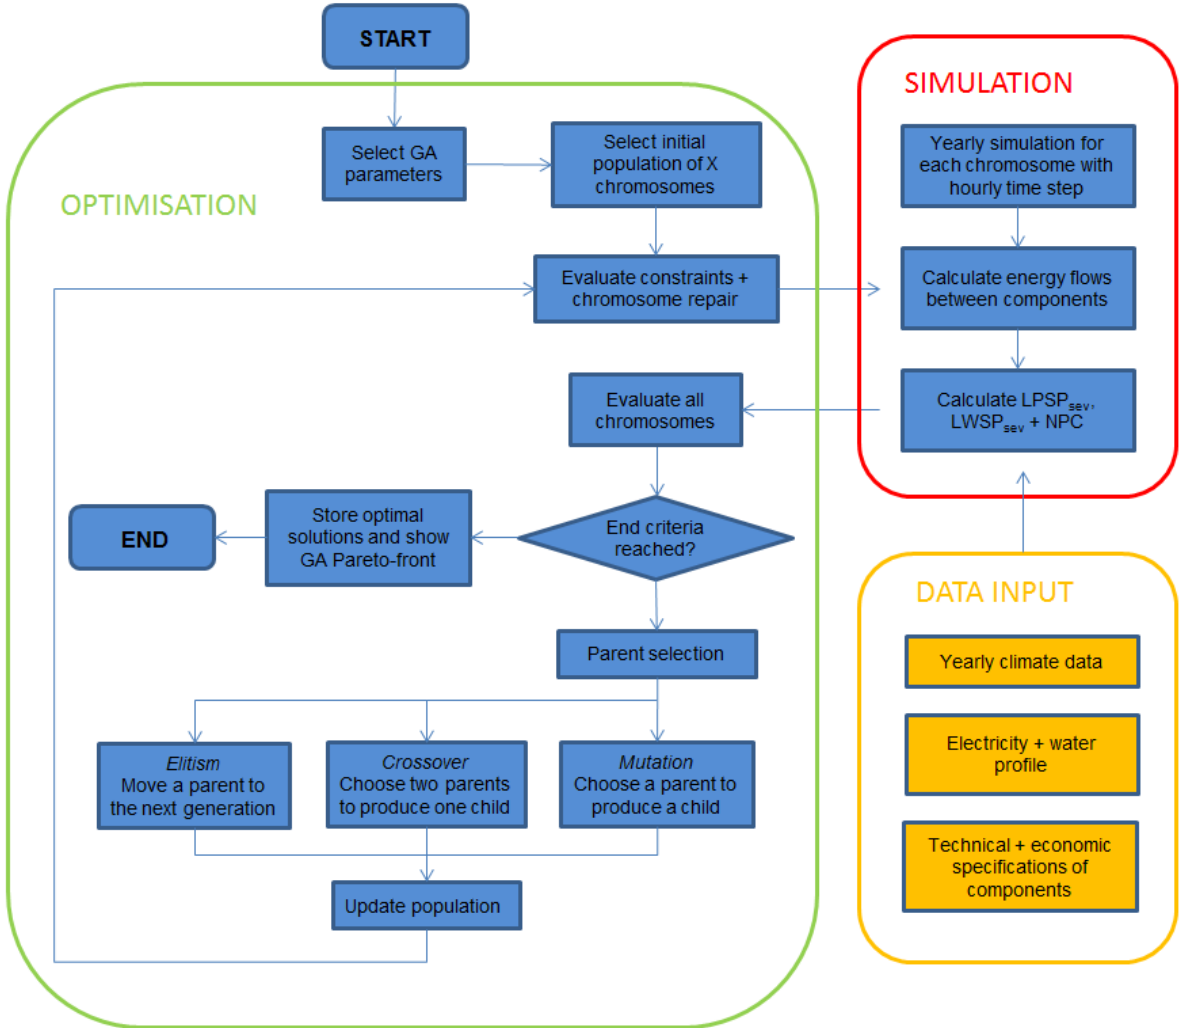 START
Select GA
parameters
Select initial
population of X
chromosomes
OPTIMISATION
Evaluate constraints +
chromosome repair
Evaluate all
chromosomes
End criteria
reached?
Store optimal
solutions and show
GA Pareto-front
END
Parent selection
Elitism
Move a parent to
the next generation
Crossover
Choose two parents
to produce one child
Mutation
Choose a parent to
produce a child
Update population
SIMULATION
Yearly simulation for
each chromosome with
hourly time step
Calculate energy flows
between components
Calculate LPSPsev,
LWSPsev + NPC
DATA INPUT
Yearly climate data
Electricity + water
profile
Technical + economic
specifications of
components